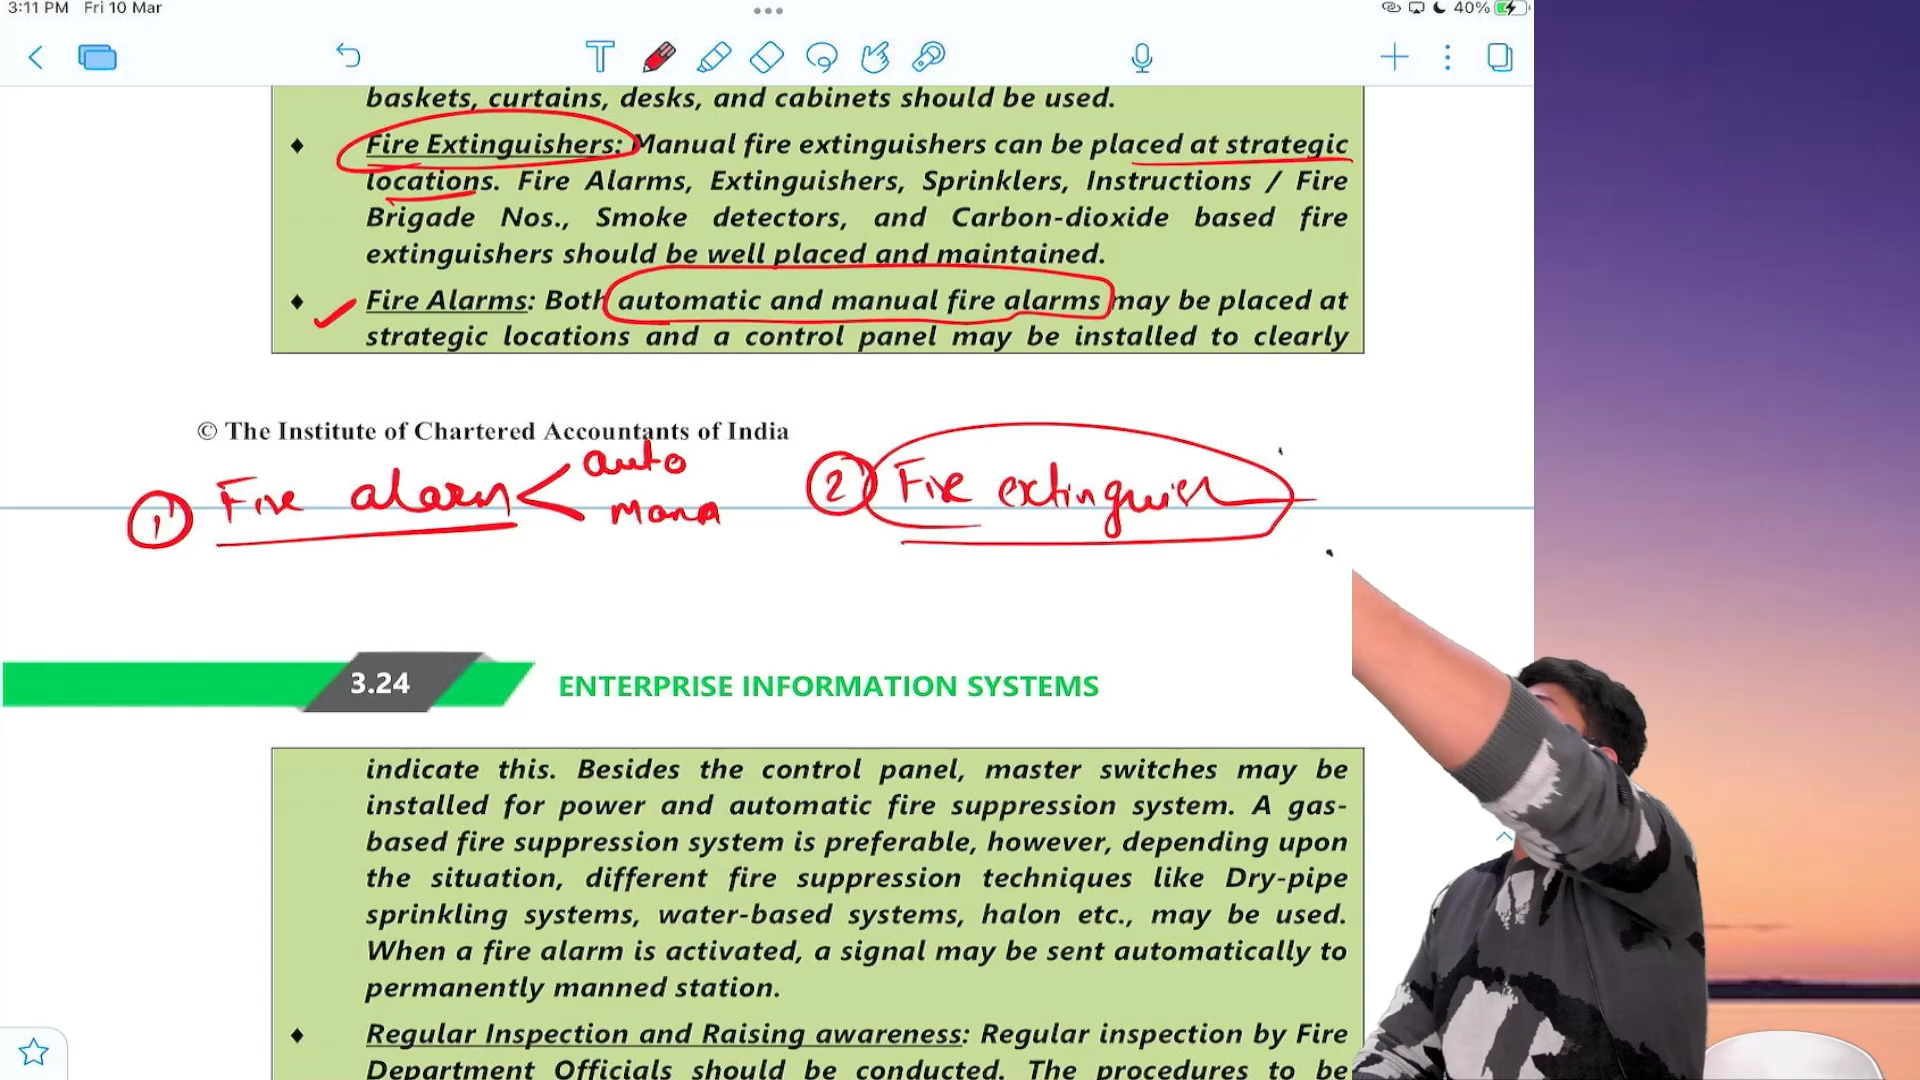 3:11 PM Fri 10 Mar
40%
baskets, curtains, desks, and cabinets should be used.
♦ Fire Extinguishers: Manual fire extinguishers can be placed at strategic
locations. Fire Alarms, Extinguishers, Sprinklers, Instructions / Fire
Brigade Nos., Smoke detectors, and Carbon-dioxide based fire
extinguishers should be well placed and maintained.
♦ Fire Alarms: Both automatic and manual fire alarms may be placed at
strategic locations and a control panel may be installed to clearly
© The Institute of Chartered Accountants of India
1 Fire alarm auto
mana
2 Fire extinguish
3.24 ENTERPRISE INFORMATION SYSTEMS
indicate this. Besides the control panel, master switches may be
installed for power and automatic fire suppression system. A gas-
based fire suppression system is preferable, however, depending upon
the situation, different fire suppression techniques like Dry-pipe
sprinkling systems, water-based systems, halon etc., may be used.
When a fire alarm is activated, a signal may be sent automatically to
permanently manned station.
♦ Regular Inspection and Raising awareness: Regular inspection by Fire
Department Officials should be conducted. The procedures to be